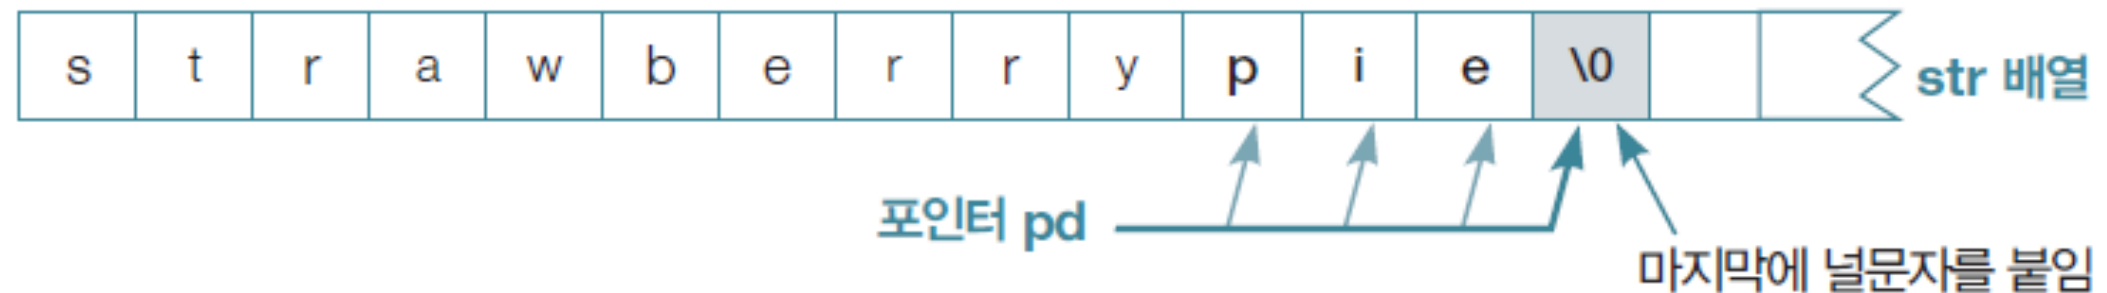 s t r a w b e r r y p i e \0
str 배열
포인터 pd
마지막에 널문자를 붙임